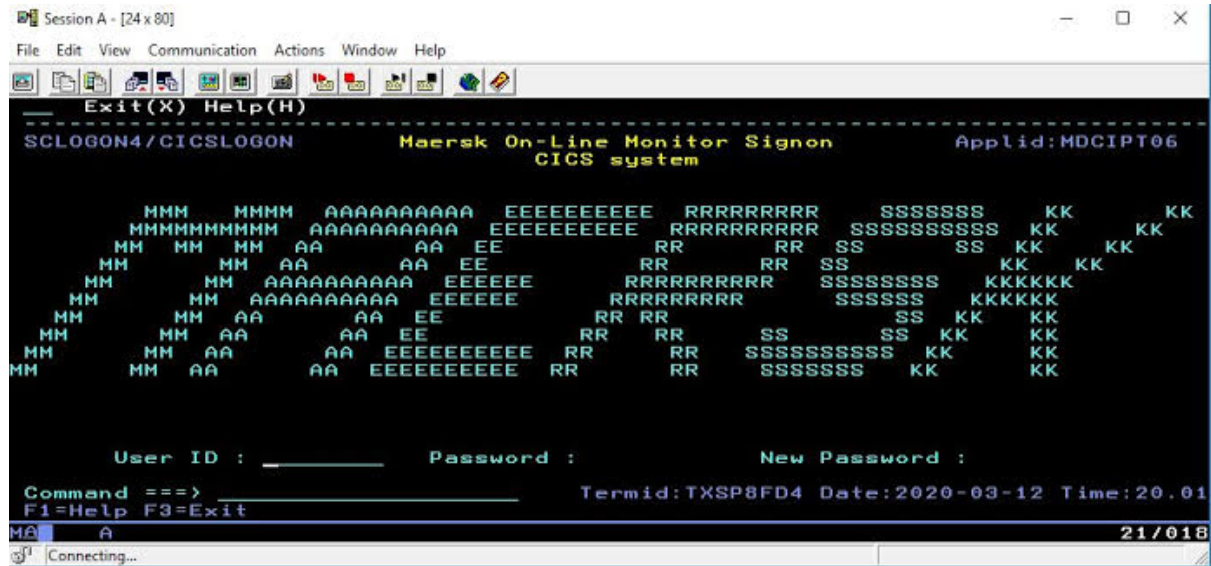 Session A - [24 x 80]
File Edit View Communication Actions Window Help
Exit(X) Help(H)
SCLOGON4/CICSLOGON Maersk On-Line Monitor Signon Applid:MDCIPT06
CICS system
MMM MMMM AAAAAAAAAA EEEEEEEEEE RRRRRRRRR SSSSSSS KK KK
MMMMMMMMMM AAAAAAAAAA EEEEEEEEEE RRRRRRRRRR SSSSSSSSSS KK KK
MM MM MM AA AA EE RR RR SS SS KK KK
MM MM AA AA EE RR RR SS KK KK
MM MM AAAAAAAAAA EEEEEE RRRRRRRRRR SSSSSSSS KKKKKK
MM MM AAAAAAAAAA EEEEEE RRRRRRRRR SSSSSS KKKKKK
MM MM AA AA EE RR RR SS KK KK
MM MM AA AA EE RR RR SS SS KK KK
MM MM AA AA EEEEEEEEEE RR RR SSSSSSSSSS KK KK
MM MM AA AA EEEEEEEEEE RR RR SSSSSSS KK KK
User ID : Password : New Password :
Command ===> Termid:TXSP8FD4 Date:2020-03-12 Time:20.01
F1=Help F3=Exit
MA A 21/018
Connecting...